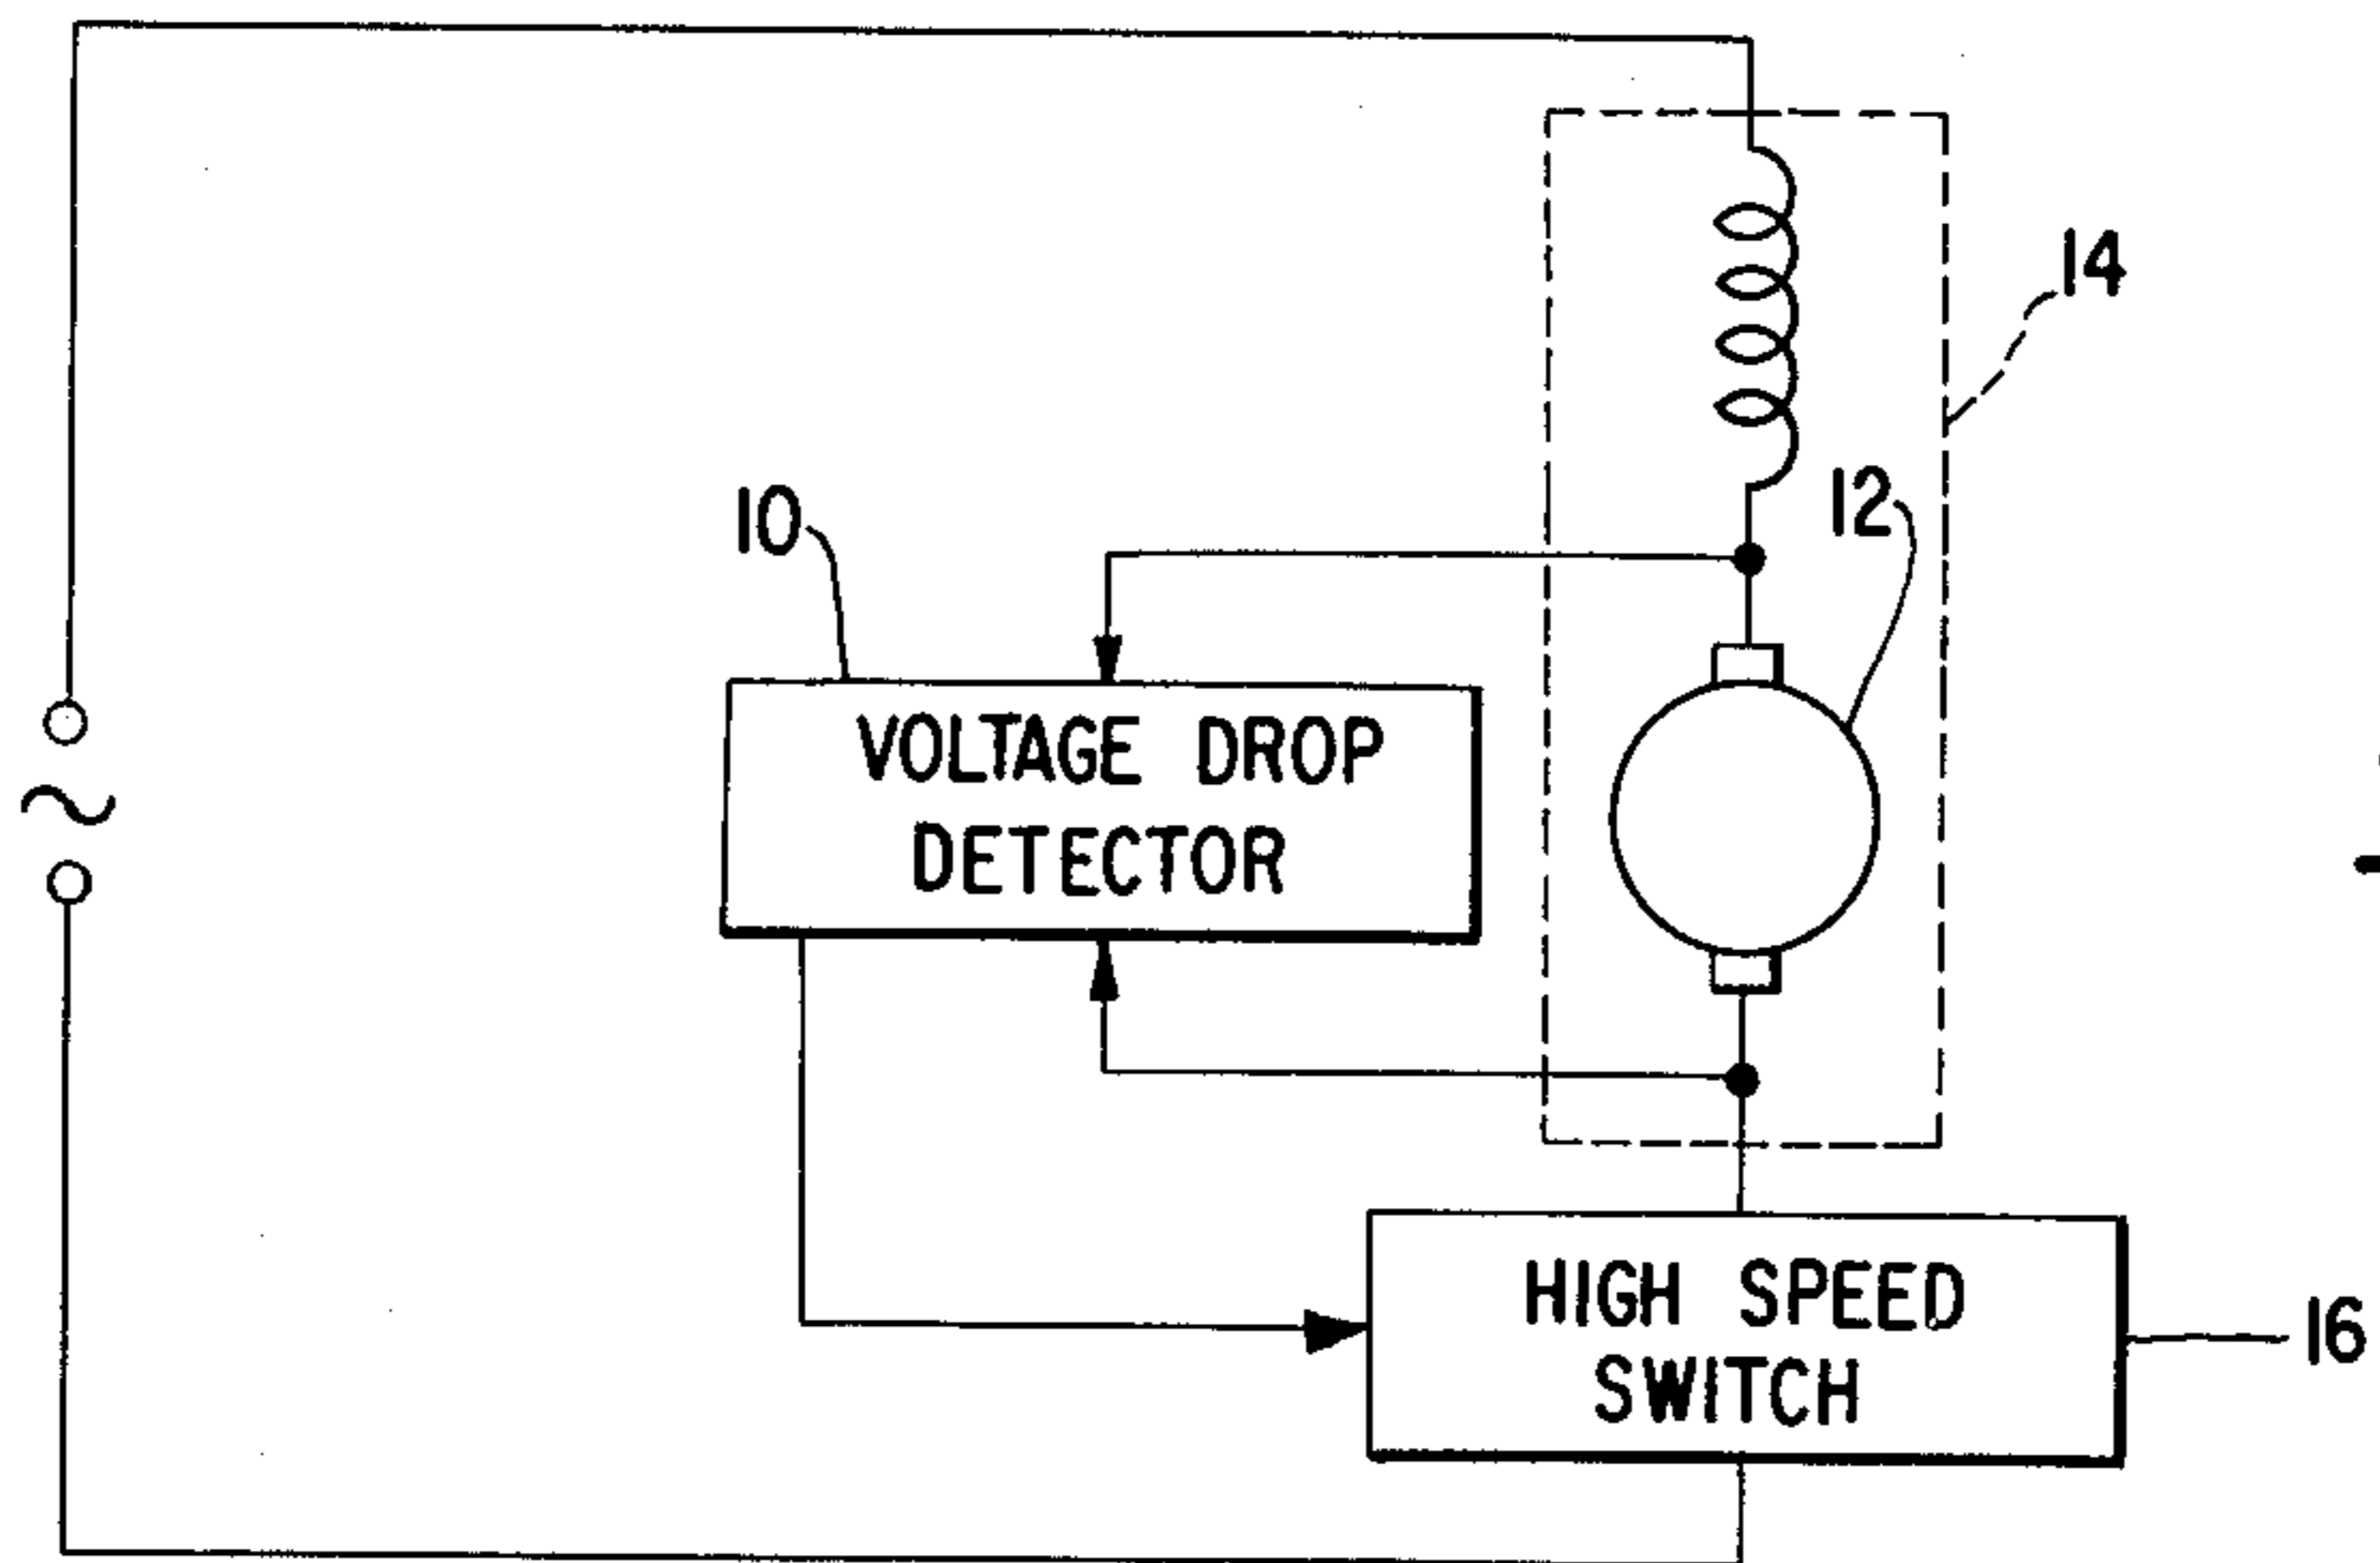 14
12
10
VOLTAGE DROP
DETECTOR
HIGH SPEED
SWITCH
16